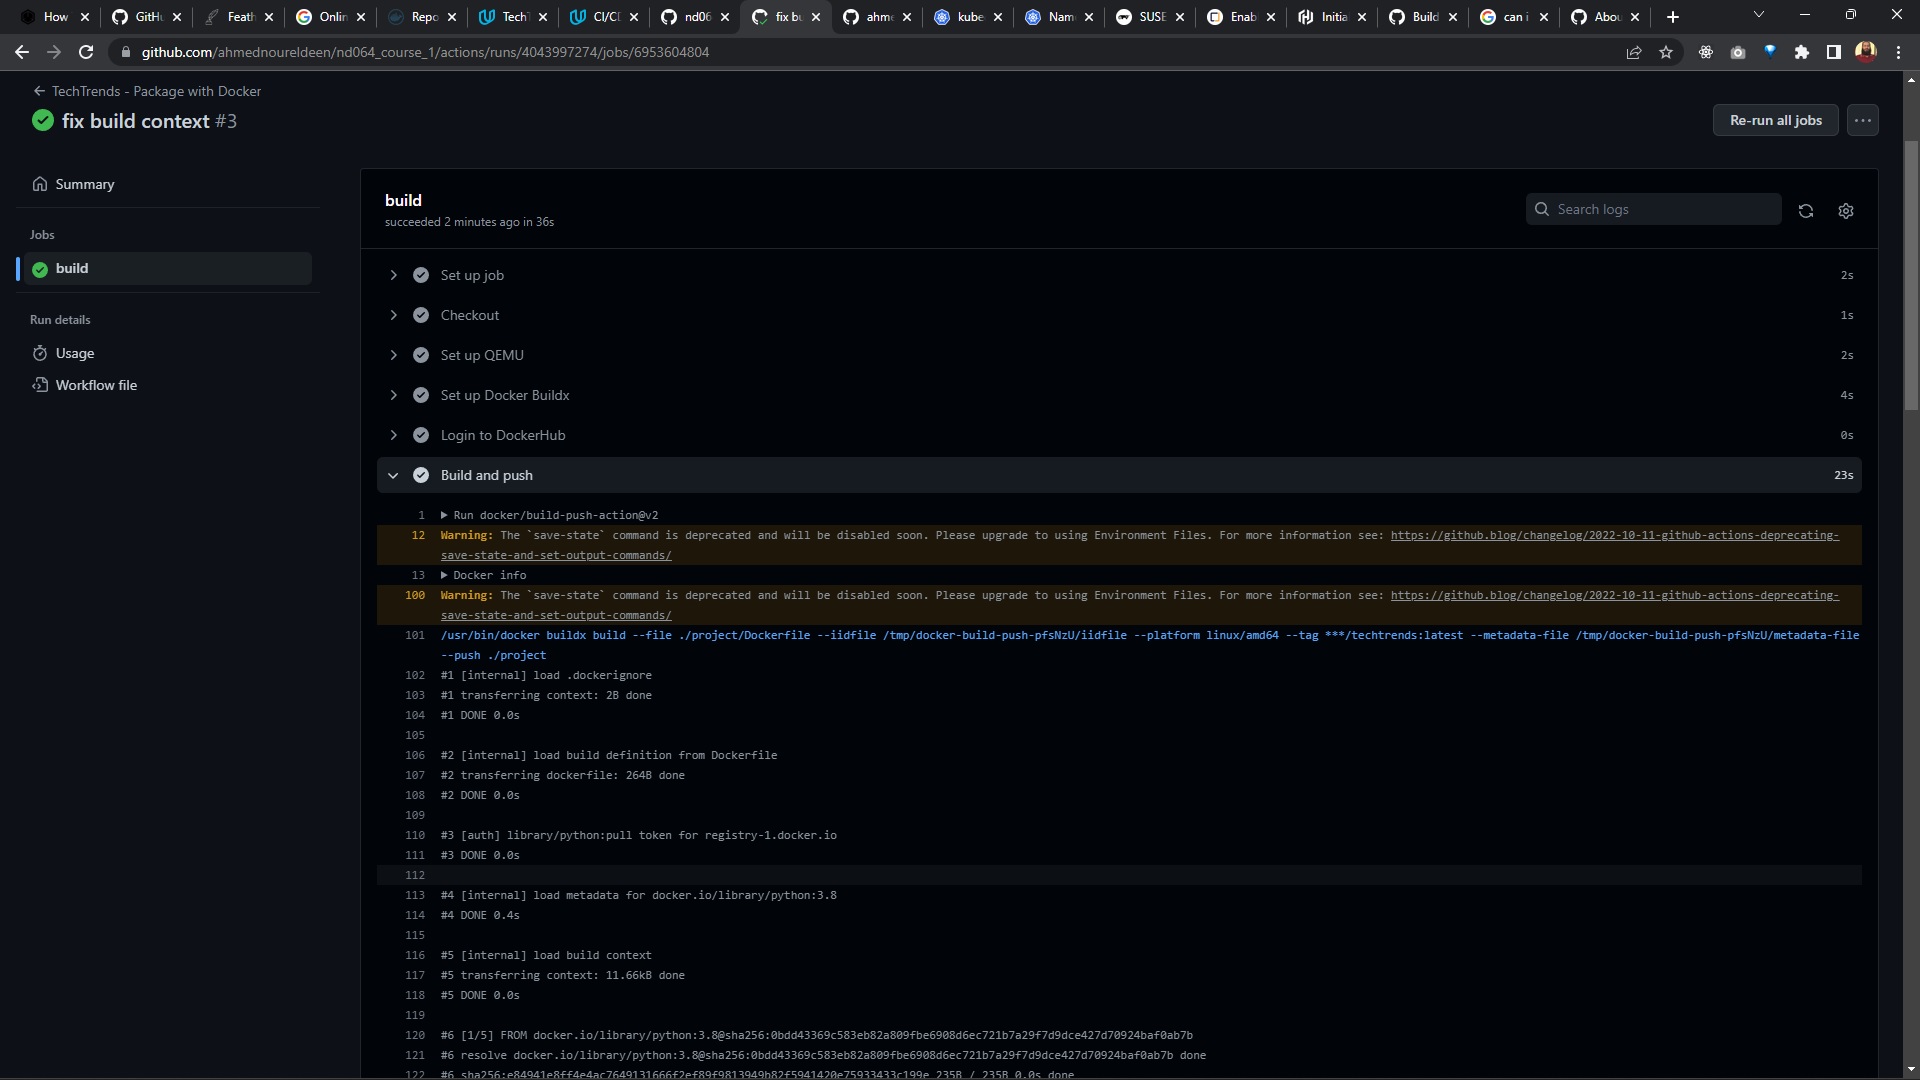 How
GitHu
Feath
Onlin
Repo
TechT
CI/CD
nd06
fix bu
ahme
kube
Nam
SUSE
Enab
Initia
Build
can i
Abou
github.com/ahmednoureldeen/nd064_course_1/actions/runs/4043997274/jobs/6953604804
← TechTrends - Package with Docker
fix build context #3
Re-run all jobs
Summary
Jobs
build
Run details
Usage
Workflow file
build
succeeded 2 minutes ago in 36s
Search logs
Set up job 2s
Checkout 1s
Set up QEMU 2s
Set up Docker Buildx 4s
Login to DockerHub 0s
Build and push 23s
1 ▶ Run docker/build-push-action@v2
12 Warning: The `save-state` command is deprecated and will be disabled soon. Please upgrade to using Environment Files. For more information see: https://github.blog/changelog/2022-10-11-github-actions-deprecating-
save-state-and-set-output-commands/
13 ▶ Docker info
100 Warning: The `save-state` command is deprecated and will be disabled soon. Please upgrade to using Environment Files. For more information see: https://github.blog/changelog/2022-10-11-github-actions-deprecating-
save-state-and-set-output-commands/
101 /usr/bin/docker buildx build --file ./project/Dockerfile --iidfile /tmp/docker-build-push-pfsNzU/iidfile --platform linux/amd64 --tag ***/techtrends:latest --metadata-file /tmp/docker-build-push-pfsNzU/metadata-file
--push ./project
102 #1 [internal] load .dockerignore
103 #1 transferring context: 2B done
104 #1 DONE 0.0s
105
106 #2 [internal] load build definition from Dockerfile
107 #2 transferring dockerfile: 264B done
108 #2 DONE 0.0s
109
110 #3 [auth] library/python:pull token for registry-1.docker.io
111 #3 DONE 0.0s
112
113 #4 [internal] load metadata for docker.io/library/python:3.8
114 #4 DONE 0.4s
115
116 #5 [internal] load build context
117 #5 transferring context: 11.66kB done
118 #5 DONE 0.0s
119
120 #6 [1/5] FROM docker.io/library/python:3.8@sha256:0bdd43369c583eb82a809fbe6908d6ec721b7a29f7d9dce427d70924baf0ab7b
121 #6 resolve docker.io/library/python:3.8@sha256:0bdd43369c583eb82a809fbe6908d6ec721b7a29f7d9dce427d70924baf0ab7b done
122 #6 sha256:e84941e8ff4e4ac7649131666f2ef89f9813949b82f5941420e75933433c199e 235B / 235B 0.0s done